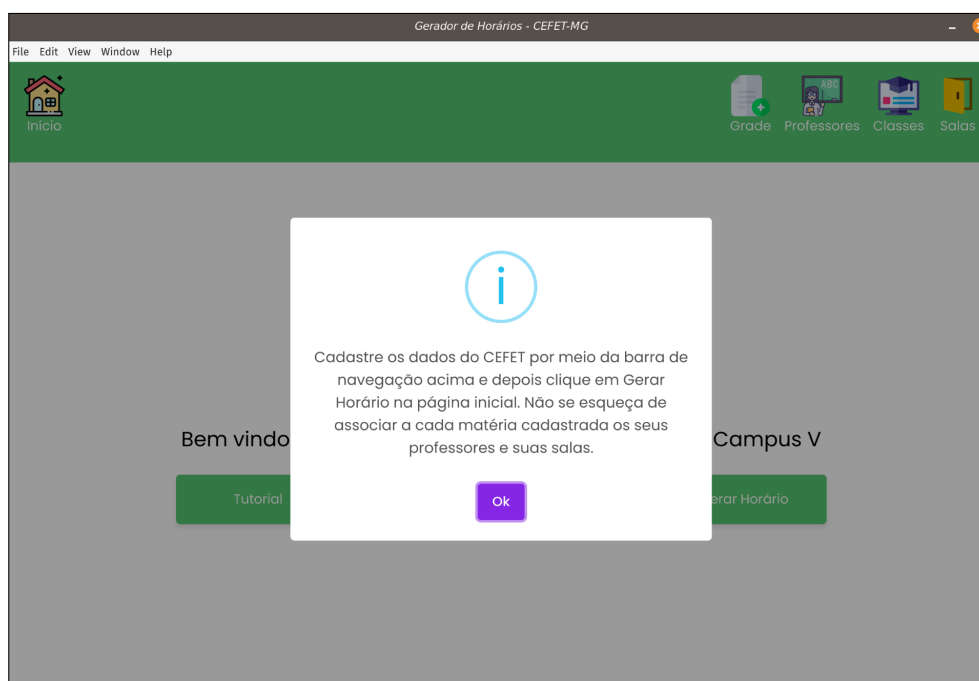 Gerador de Horários - CEFET-MG
File Edit View Window Help
ABC
Início
Grade Professores Classes Salas
i
Cadastre os dados do CEFET por meio da barra de
navegação acima e depois clique em Gerar
Horário na página inicial. Não se esqueça de
associar a cada matéria cadastrada os seus
professores e suas salas.
Bem vindo Campus V
Tutorial Ok erar Horário